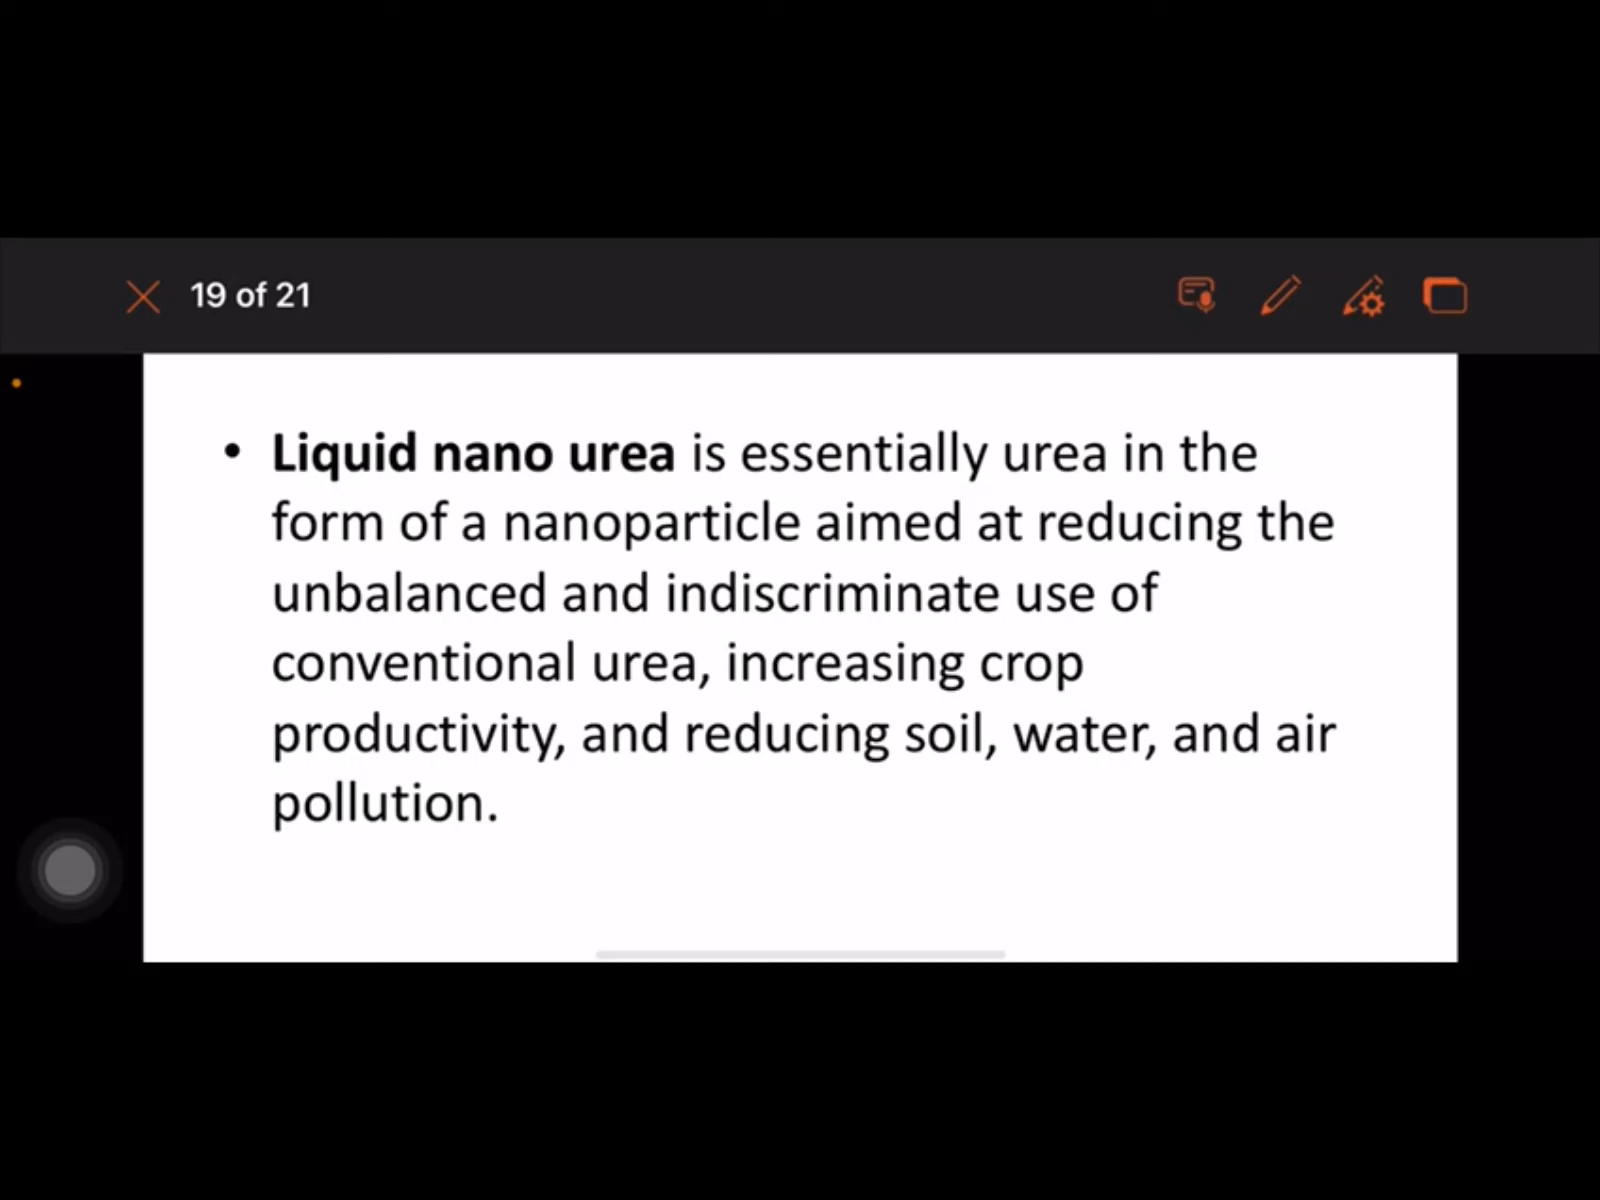 19 of 21
• Liquid nano urea is essentially urea in the
form of a nanoparticle aimed at reducing the
unbalanced and indiscriminate use of
conventional urea, increasing crop
productivity, and reducing soil, water, and air
pollution.